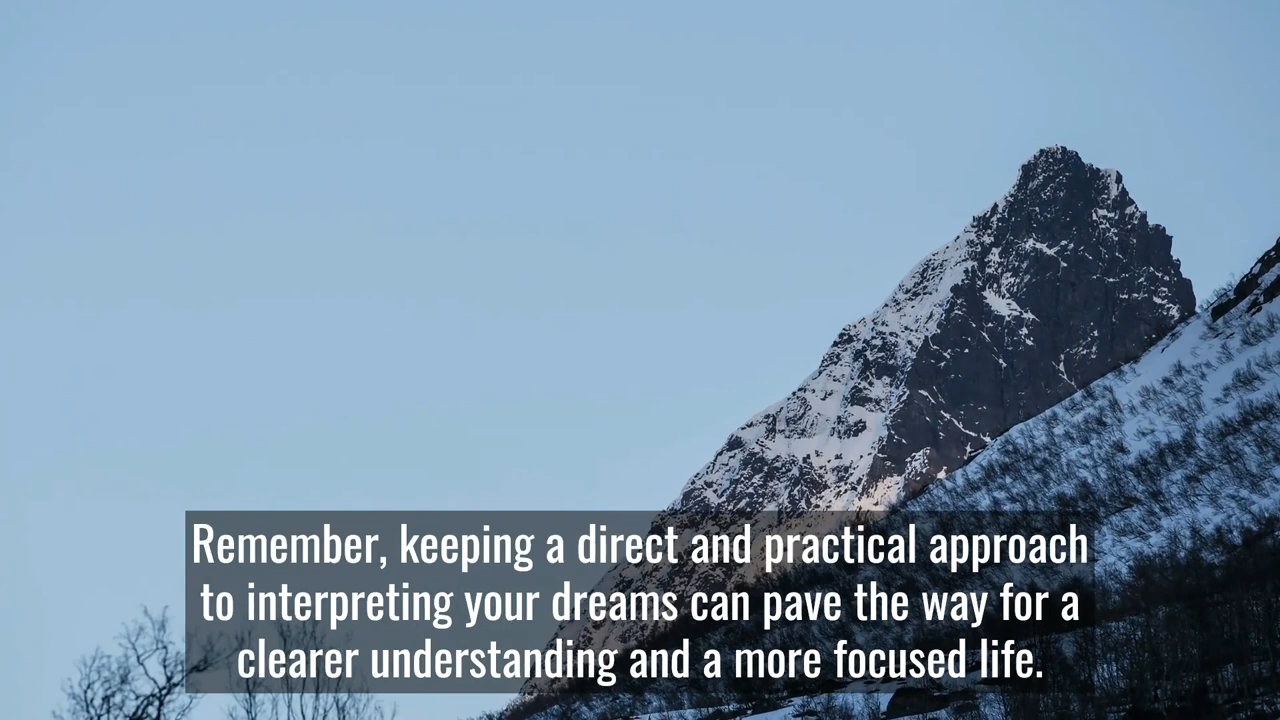 Remember, keeping a direct and practical approach
to interpreting your dreams can pave the way for a
clearer understanding and a more focused life.